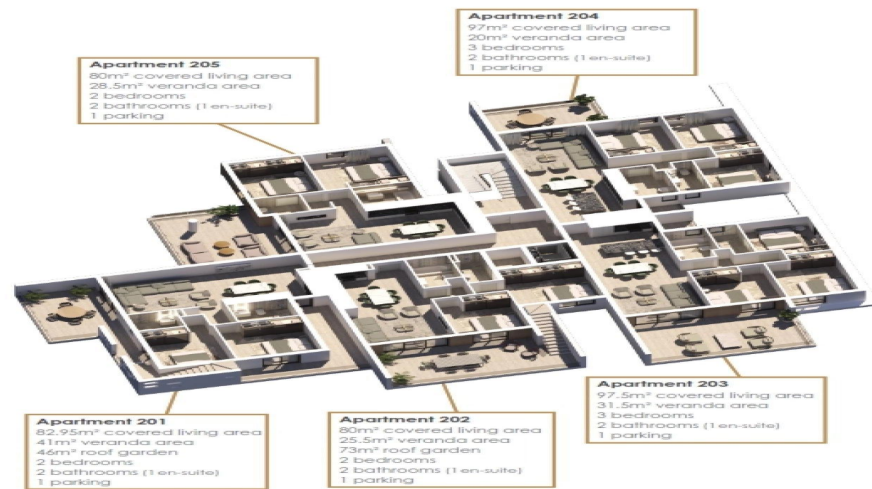 Apartment 204
97m² covered living area
20m² veranda area
3 bedrooms
2 bathrooms (1 en-suite)
1 parking
Apartment 205
80m² covered living area
28.5m² veranda area
2 bedrooms
2 bathrooms (1 en-suite)
1 parking
Apartment 201
82.95m² covered living area
41m² veranda area
46m² roof garden
2 bedrooms
2 bathrooms (1 en-suite)
1 parking
Apartment 202
80m² covered living area
25.5m² veranda area
73m² roof garden
2 bedrooms
2 bathrooms (1 en-suite)
1 parking
Apartment 203
97.5m² covered living area
31.5m² veranda area
3 bedrooms
2 bathrooms (1 en-suite)
1 parking